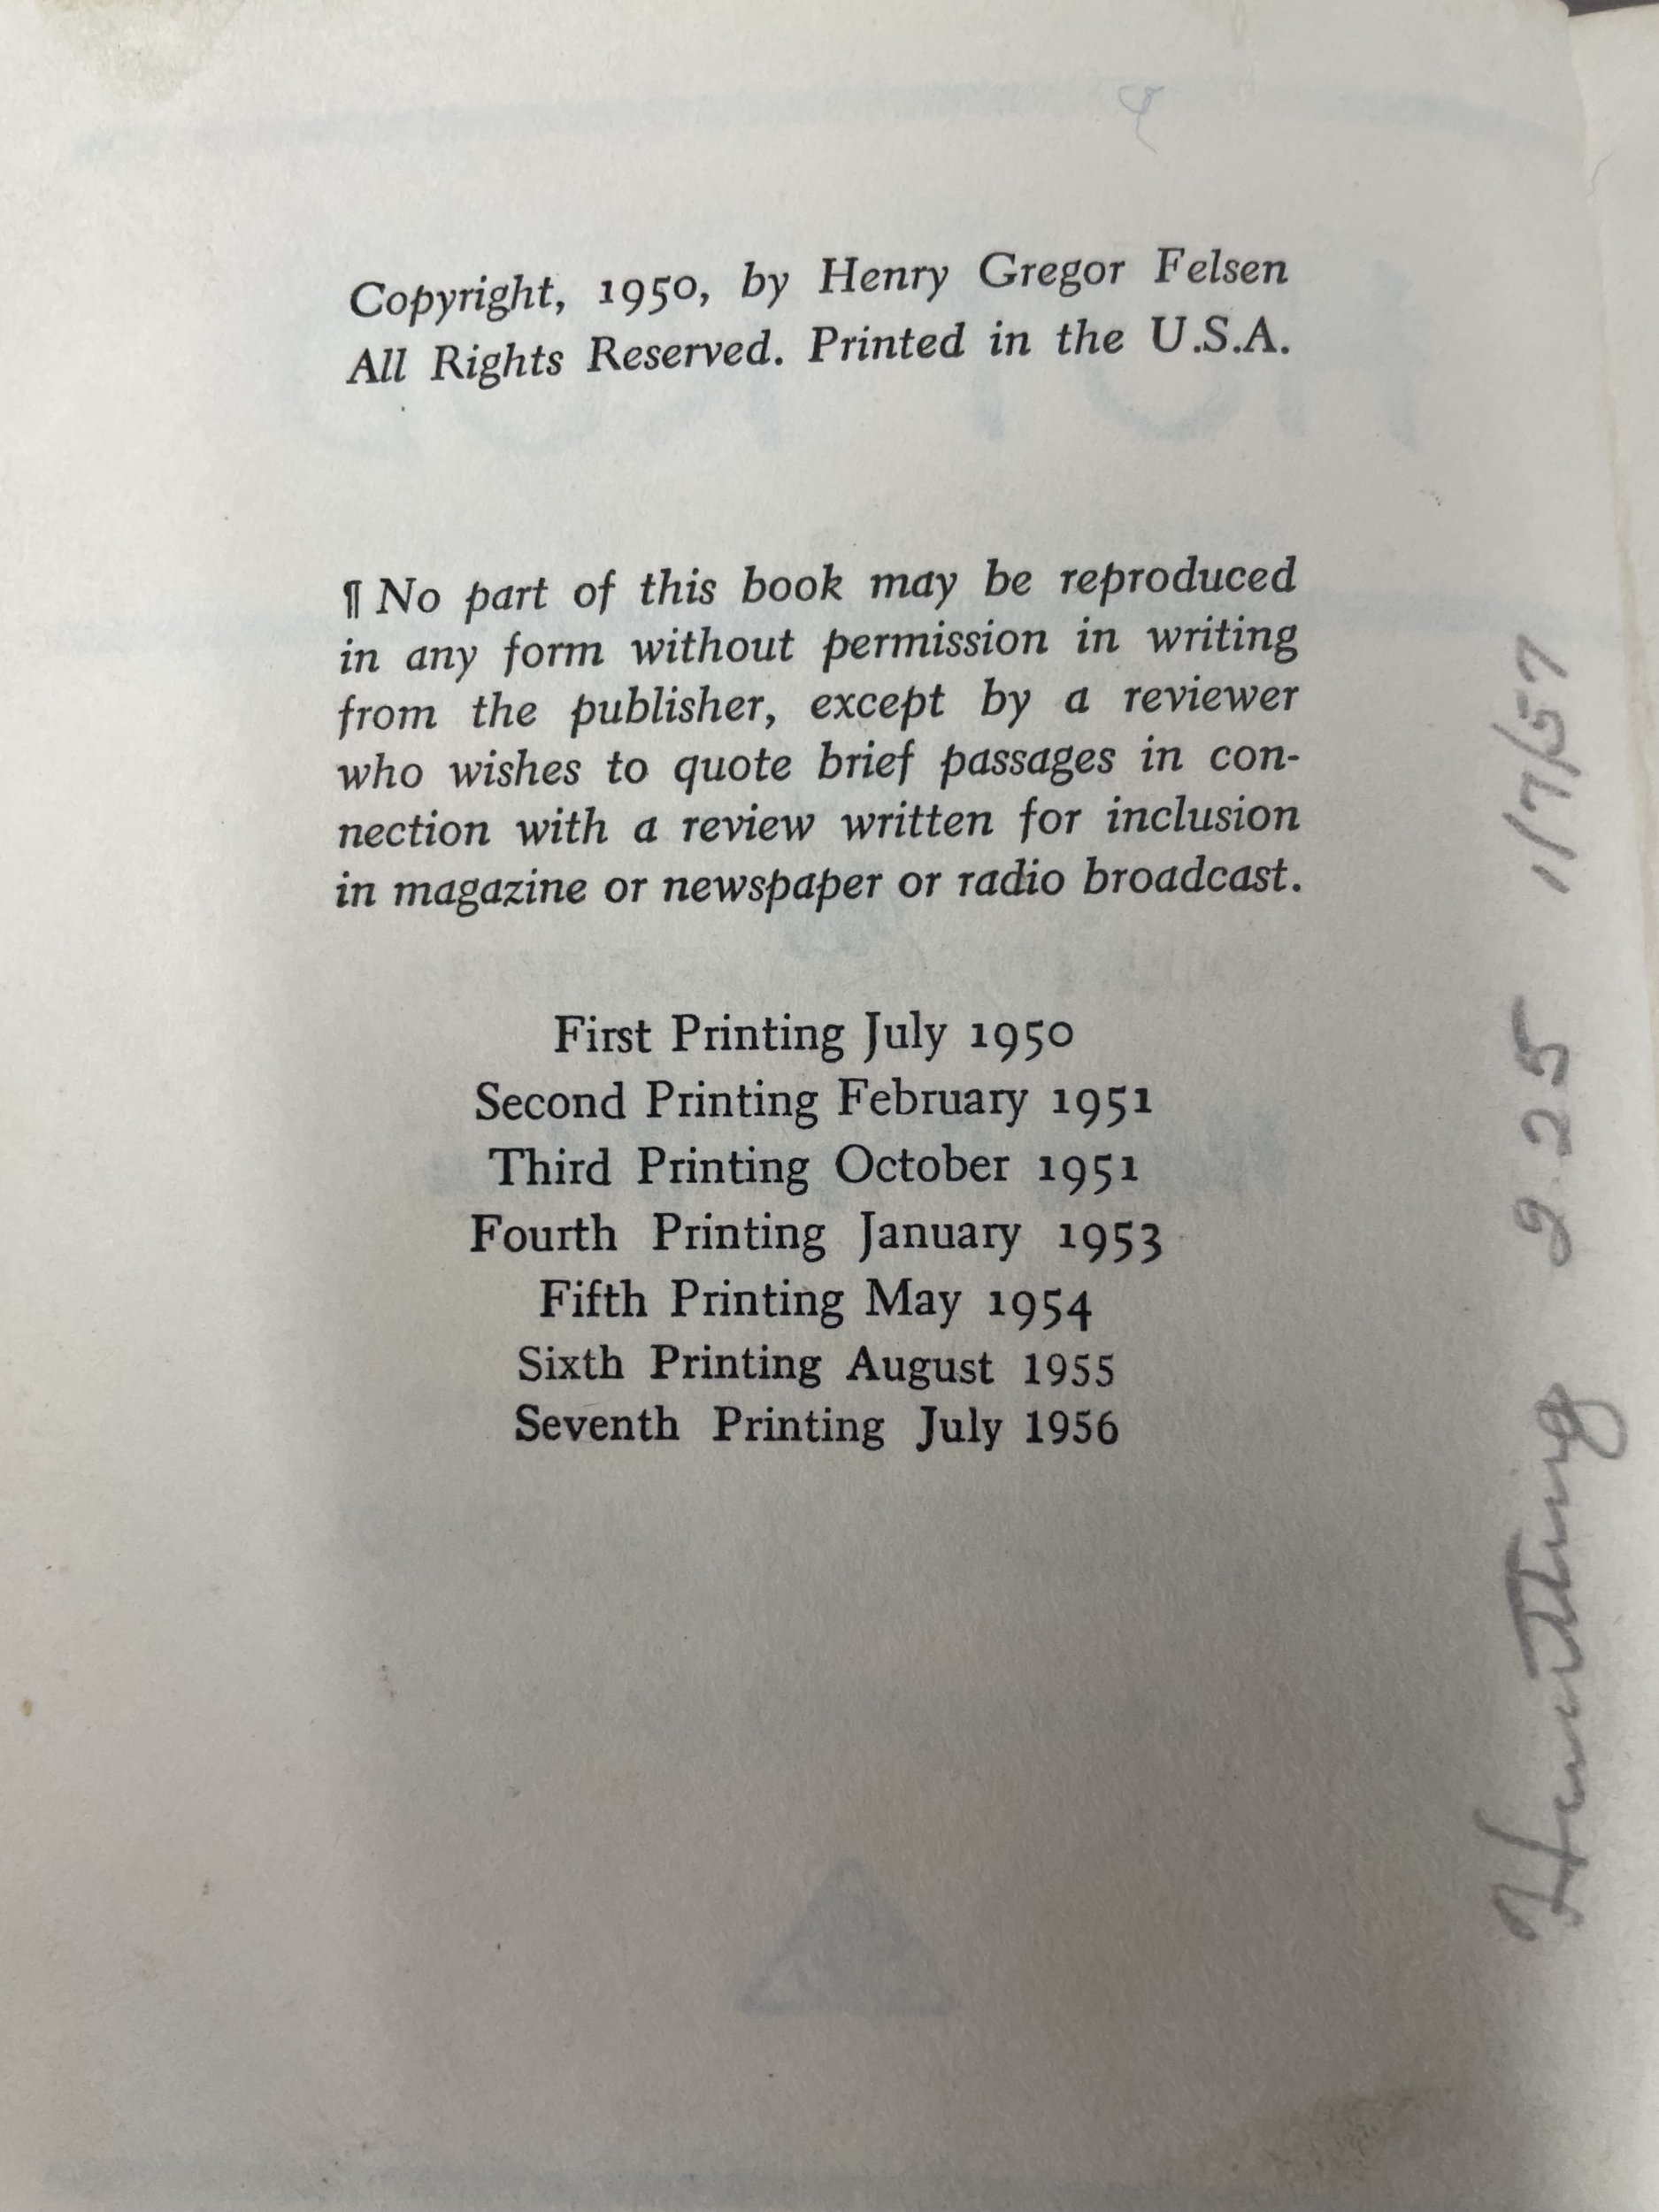 Copyright, 1950, by Henry Gregor Felsen
All Rights Reserved. Printed in the U.S.A.
¶ No part of this book may be reproduced
in any form without permission in writing
from the publisher, except by a reviewer
who wishes to quote brief passages in con-
nection with a review written for inclusion
in magazine or newspaper or radio broadcast.
First Printing July 1950
Second Printing February 1951
Third Printing October 1951
Fourth Printing January 1953
Fifth Printing May 1954
Sixth Printing August 1955
Seventh Printing July 1956
2.25 1/7/57